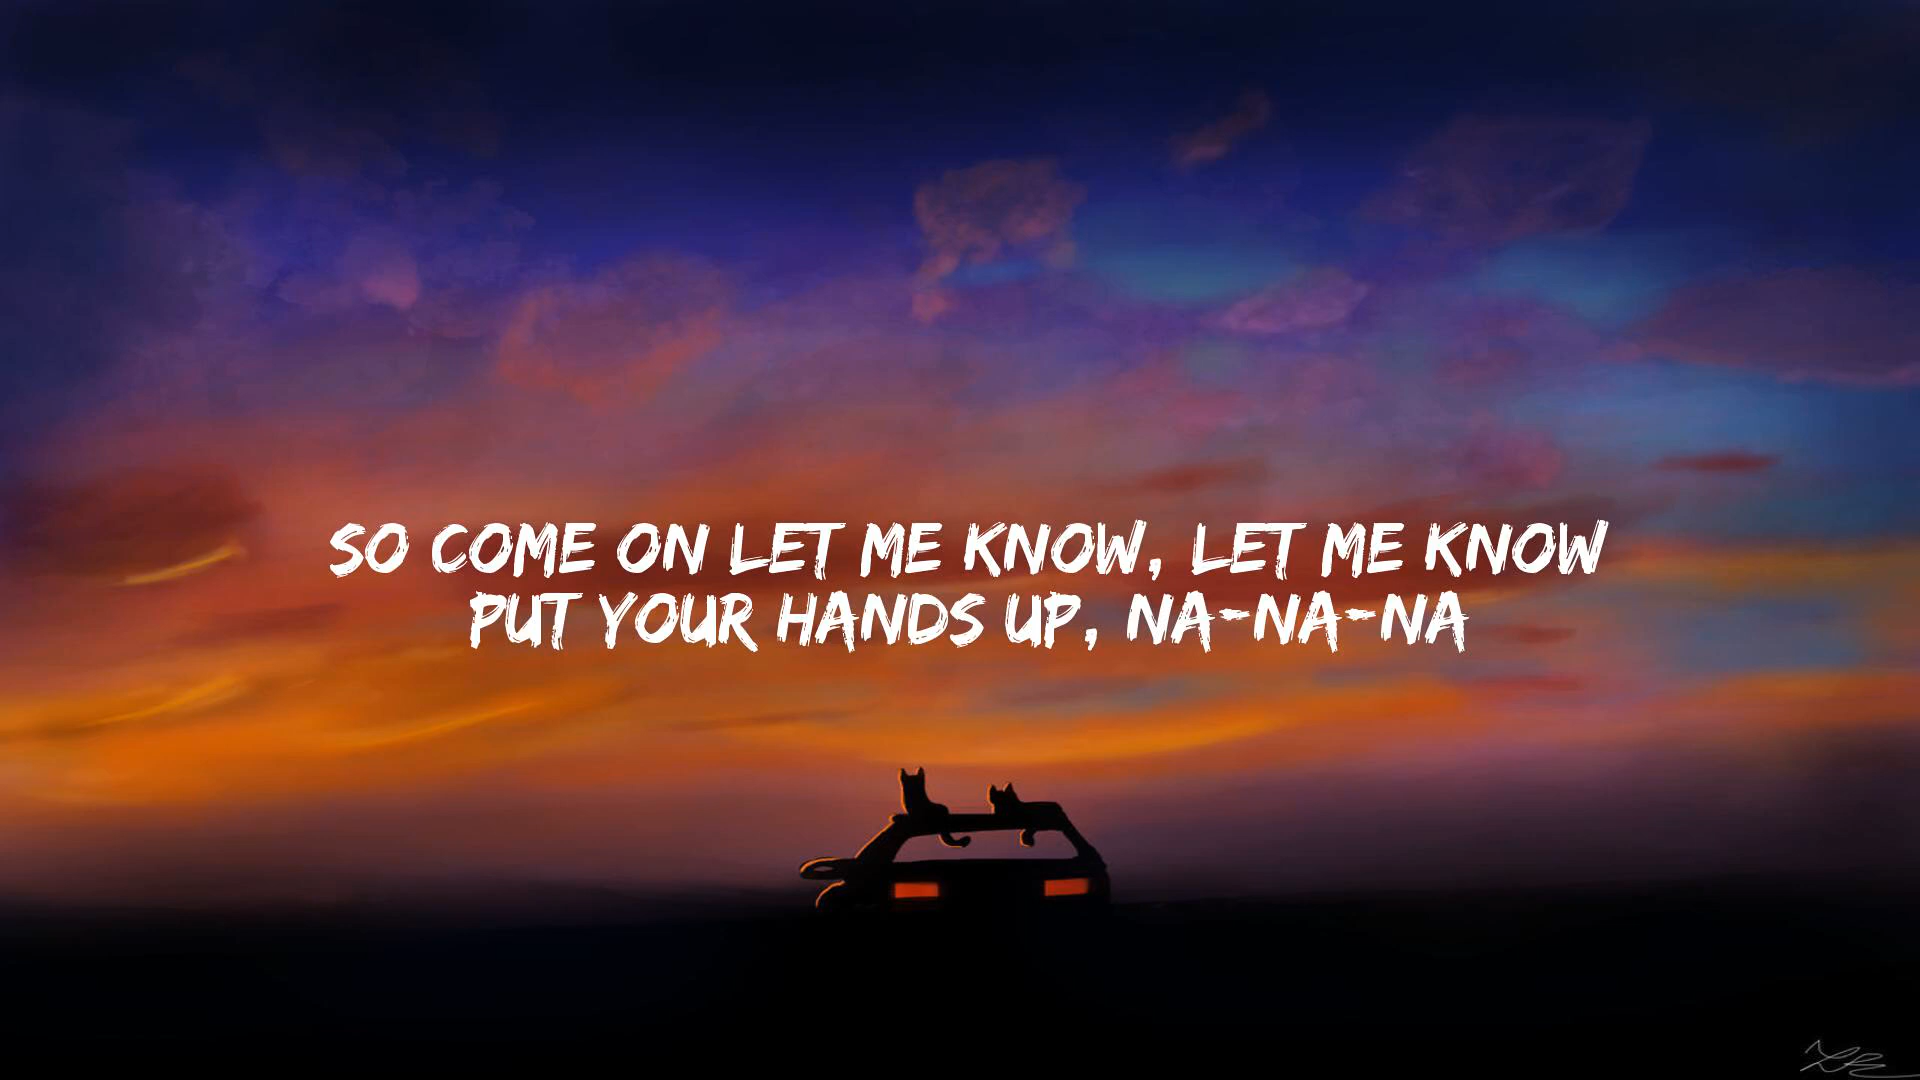 SO COME ON LET ME KNOW, LET ME KNOW
PUT YOUR HANDS UP, NA-NA-NA